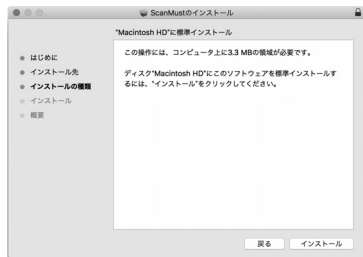 ScanMustのインストール
"Macintosh HD"に標準インストール
はじめに
インストール先
インストールの種類
インストール
概要
この操作には、コンピュータ上に3.3 MBの領域が必要です。
ディスク"Macintosh HD"にこのソフトウェアを標準インストールす
るには、"インストール"をクリックしてください。
戻る
インストール